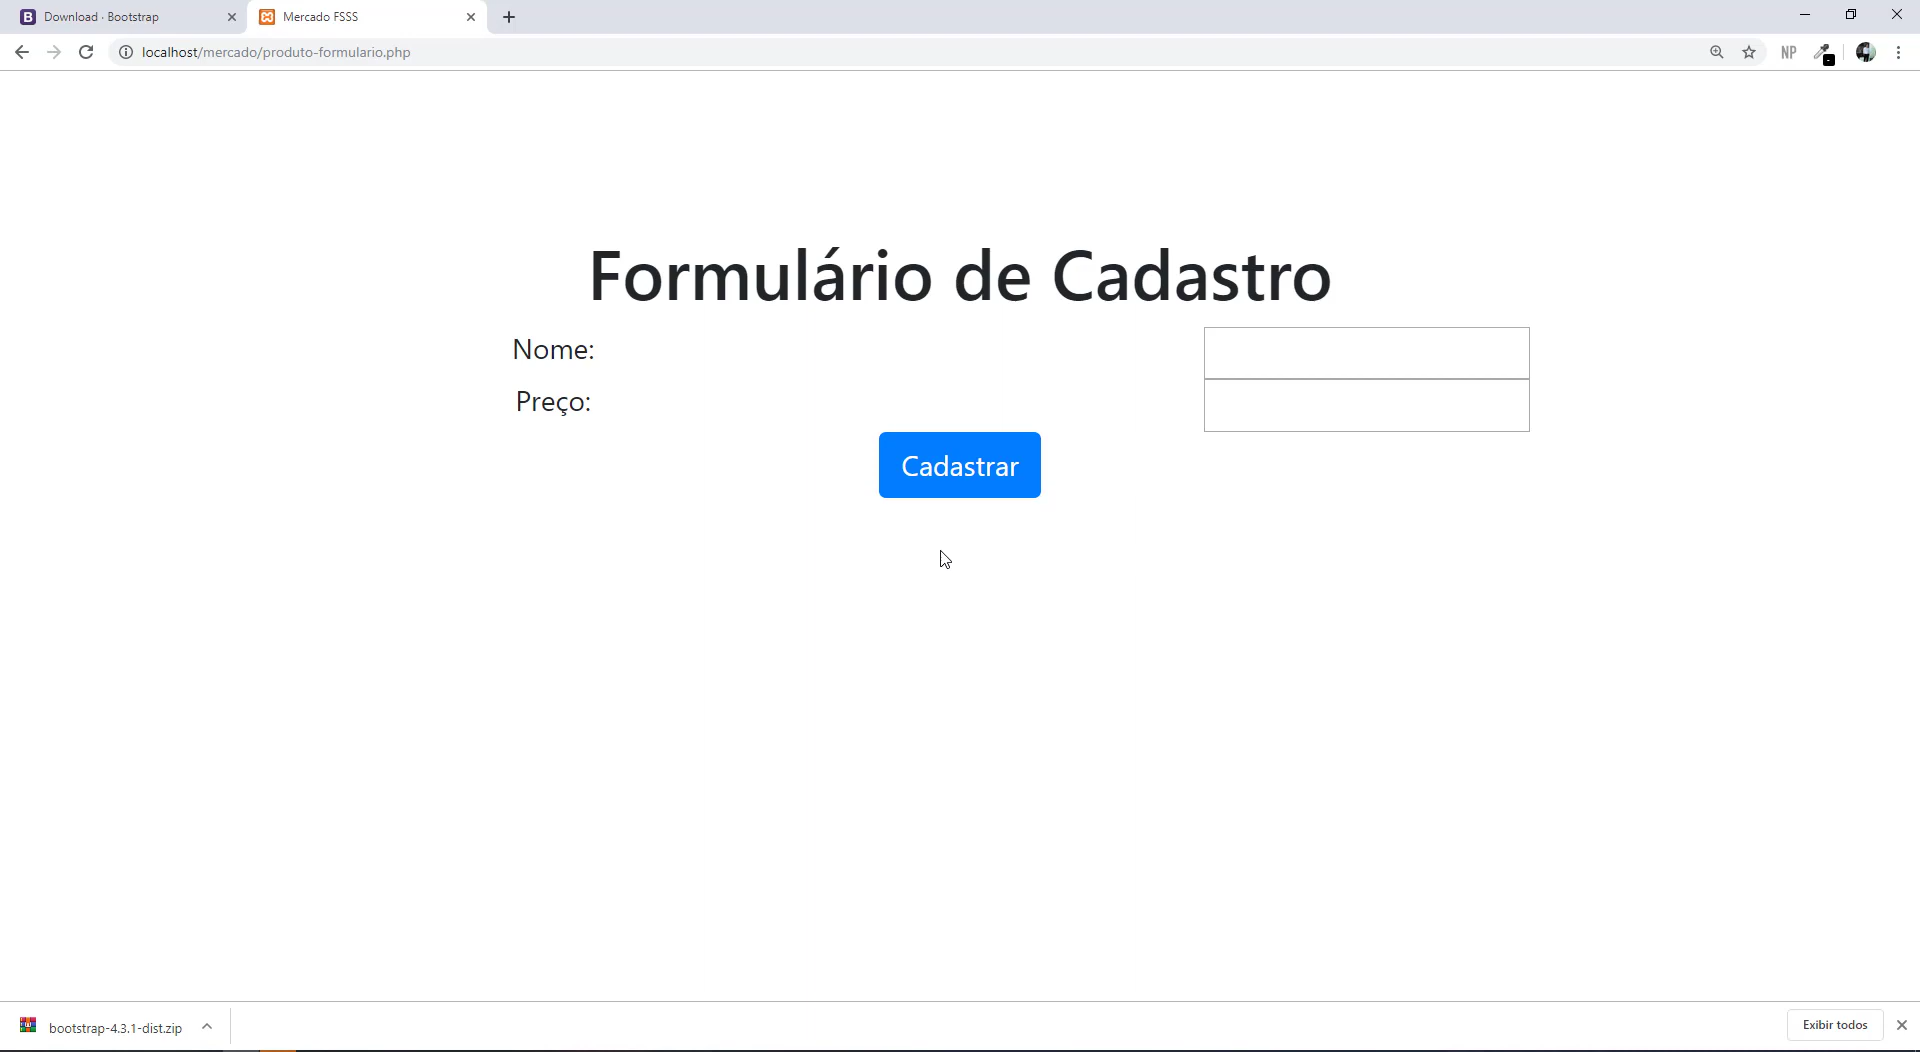 Download · Bootstrap
Mercado FSSS
localhost/mercado/produto-formulario.php
NP
Formulário de Cadastro
Nome:
Preço:
Cadastrar
bootstrap-4.3.1-dist.zip
Exibir todos